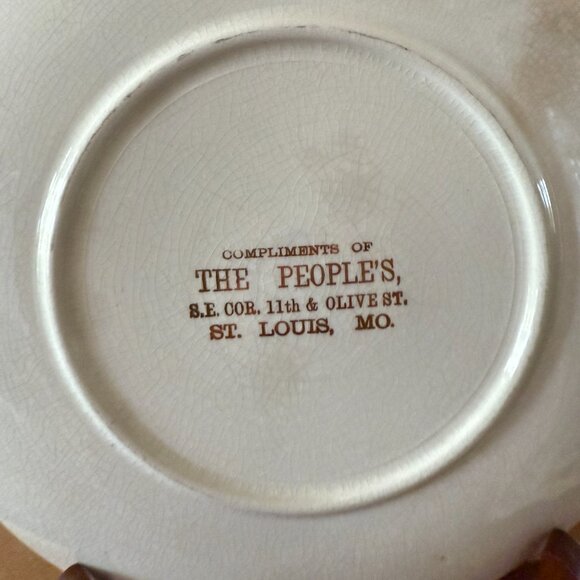 COMPLIMENTS OF
THE PEOPLE'S,
S.E. COR. 11th & OLIVE ST.
ST. LOUIS, MO.